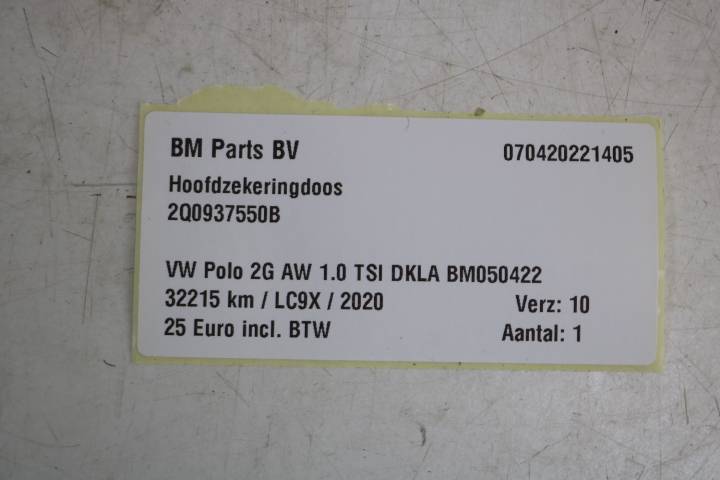 BM Parts BV 070420221405
Hoofdzekeringdoos
2Q0937550B
VW Polo 2G AW 1.0 TSI DKLA BM050422
32215 km / LC9X / 2020 Verz: 10
25 Euro incl. BTW Aantal: 1